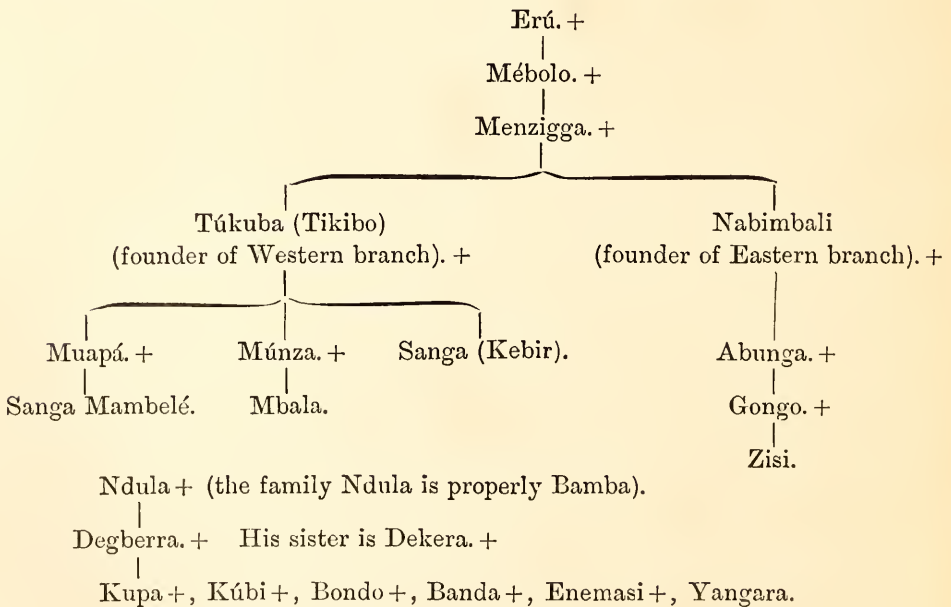 Erú. +
Mébolo. +
Menzigga. +
Túkuba (Tikibo) Nabimbali
(founder of Western branch). + (founder of Eastern branch). +
Muapá. + Múnza. + Sanga (Kebir). Abunga. +
Sanga Mambelé. Mbala. Gongo. +
Zisi.
Ndula + (the family Ndula is properly Bamba).
Degberra. + His sister is Dekera. +
Kupa +, Kúbi +, Bondo +, Banda +, Enemasi +, Yangara.